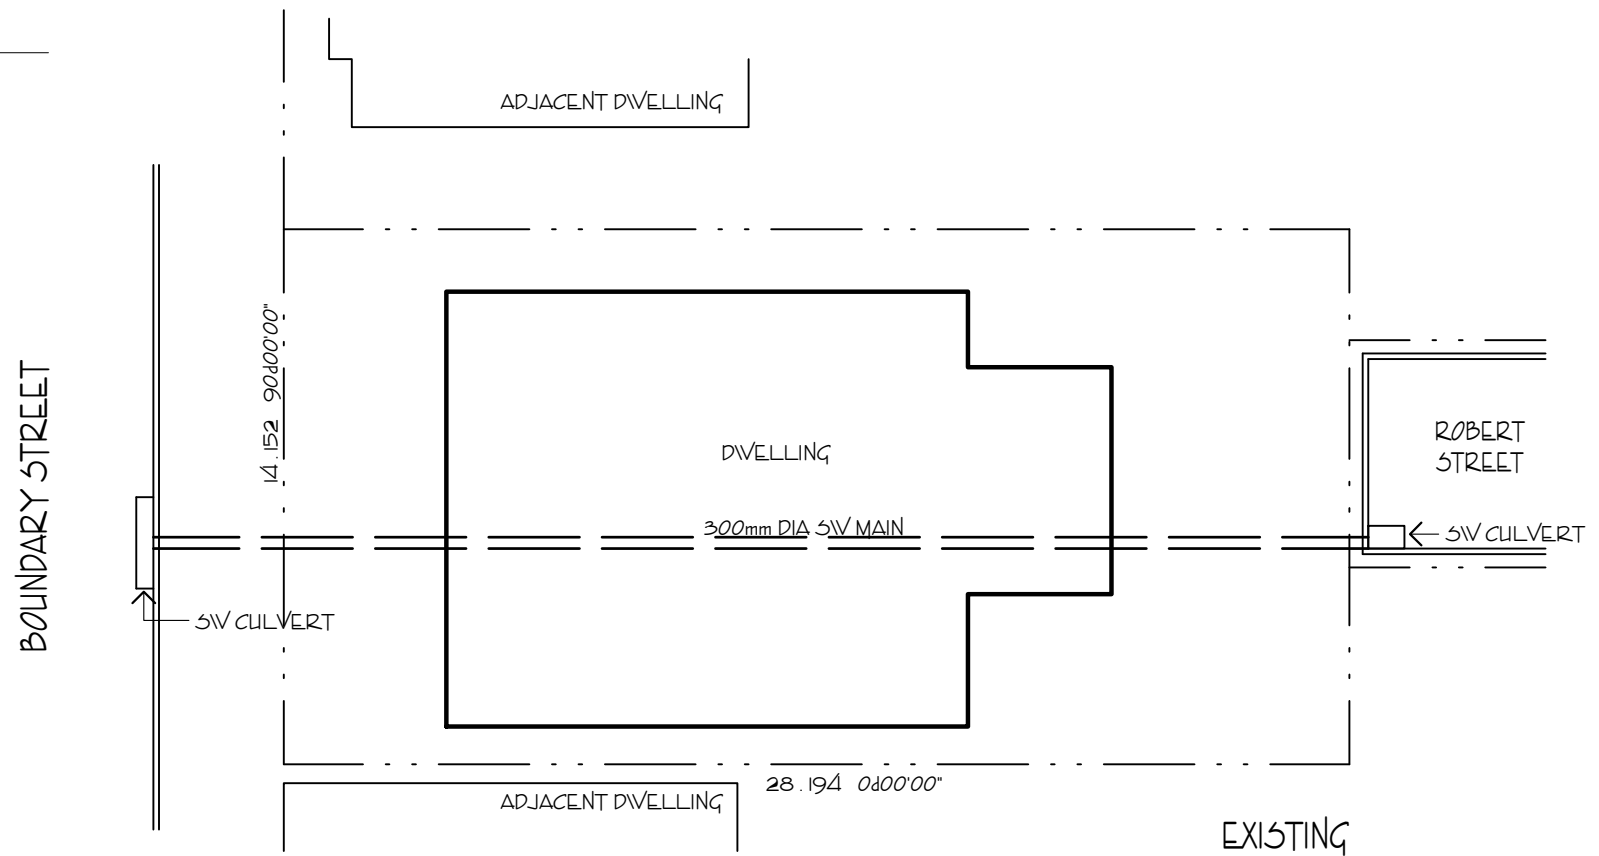 ADJACENT DWELLING
BOUNDARY STREET
14.152 90d00'00"
DWELLING
300mm DIA SW MAIN
ROBERT
STREET
SW CULVERT
SW CULVERT
28.194 0d00'00"
ADJACENT DWELLING
EXISTING